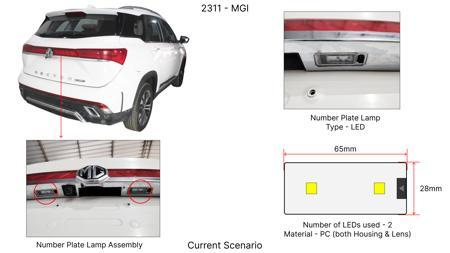 2311 - MGI
HECTOR
Number Plate Lamp
Type - LED
65mm
28mm
Number of LEDs used - 2
Material - PC (both Housing & Lens)
Number Plate Lamp Assembly
Current Scenario